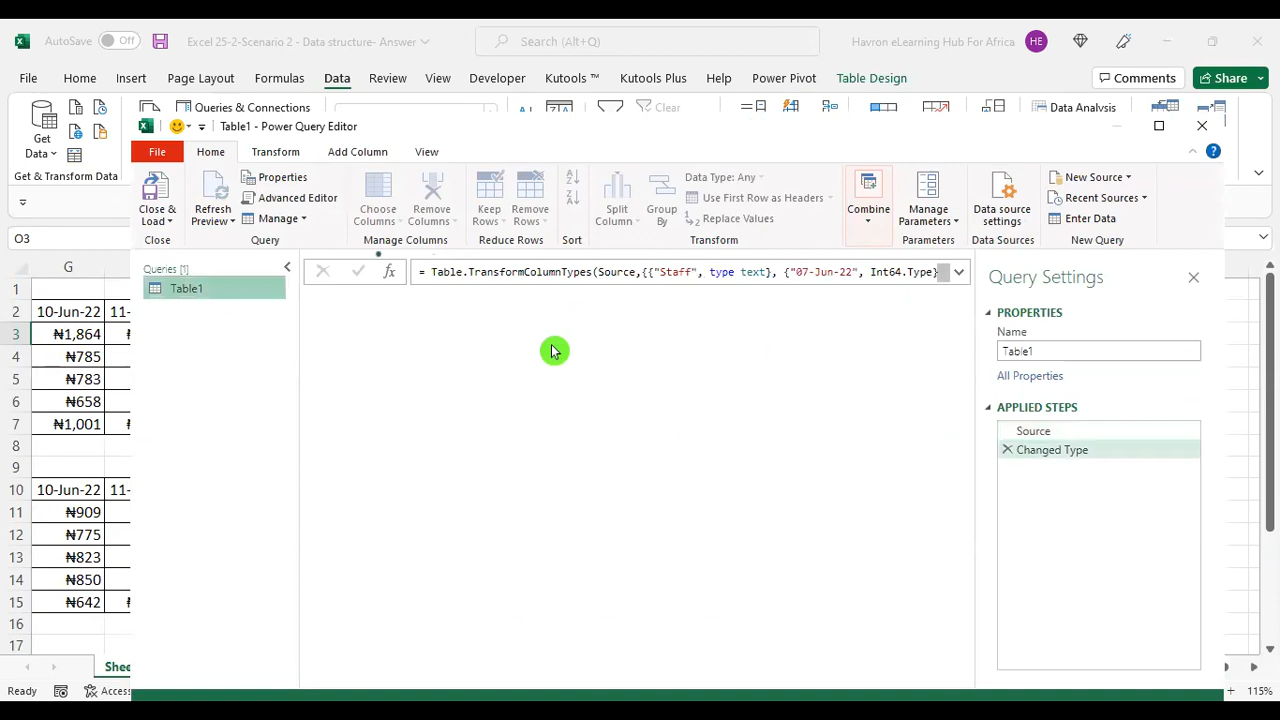 AutoSave Off Excel 25-2-Scenario 2 - Data structure- Answer Search (Alt+Q) Havron eLearning Hub For Africa HE
File Home Insert Page Layout Formulas Data Review View Developer Kutools ™ Kutools Plus Help Power Pivot Table Design Comments Share
Get Data Queries & Connections Clear Data Analysis
Get & Transform Data
Table1 - Power Query Editor
File Home Transform Add Column View
Close & Load Refresh Preview Properties Advanced Editor Manage Choose Columns Remove Columns Keep Rows Remove Rows Split Column Group By Data Type: Any Use First Row as Headers Replace Values Combine Manage Parameters Data source settings New Source Recent Sources Enter Data
Close Query Manage Columns Reduce Rows Sort Transform Parameters Data Sources New Query
O3
Queries [1]
Table1
fx = Table.TransformColumnTypes(Source,{{"Staff", type text}, {"07-Jun-22", Int64.Type}
Query Settings
PROPERTIES
Name
Table1
All Properties
APPLIED STEPS
Source
Changed Type
G
1
2 10-Jun-22 11-
3 ₦1,864
4 ₦785
5 ₦783
6 ₦658
7 ₦1,001
8
9
10 10-Jun-22 11-
11 ₦909
12 ₦775
13 ₦823
14 ₦850
15 ₦642
16
17
Shee
Ready Access 115%